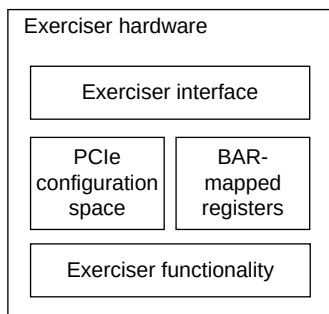 Exerciser hardware
Exerciser interface
PCIe
configuration
space
BAR-
mapped
registers
Exerciser functionality